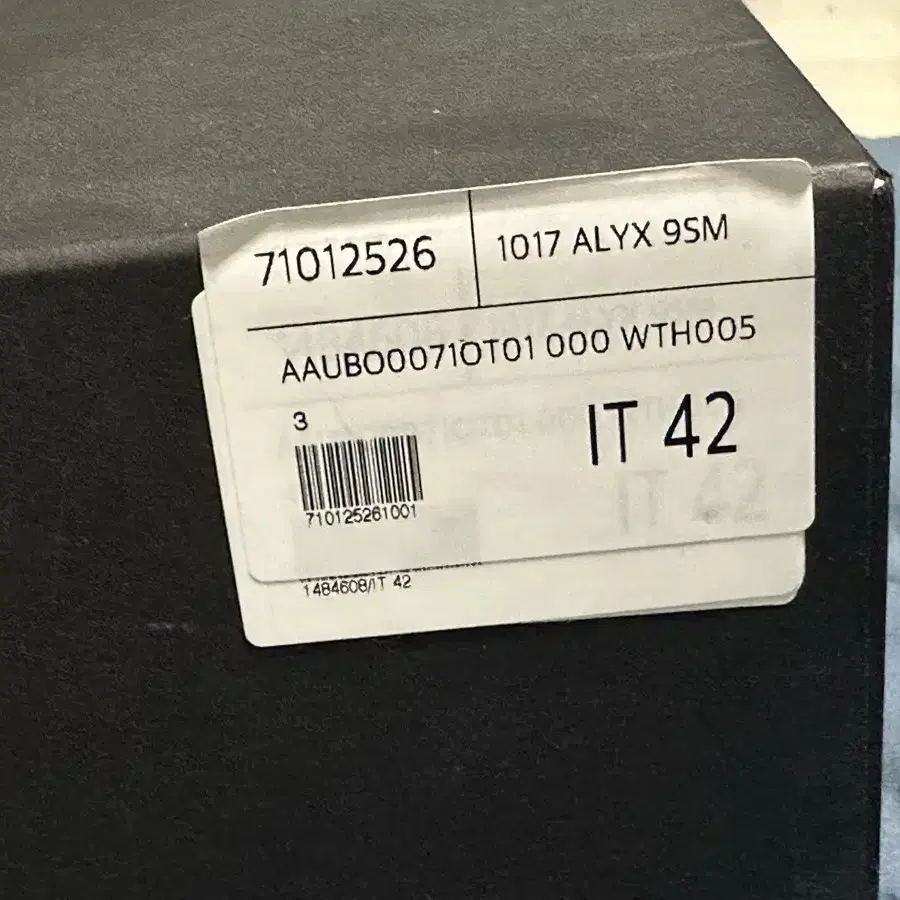 71012526
1017 ALYX 9SM
AAUBO0071OT01 000 WTH005
3
IT 42
710125261001
1484608/IT 42